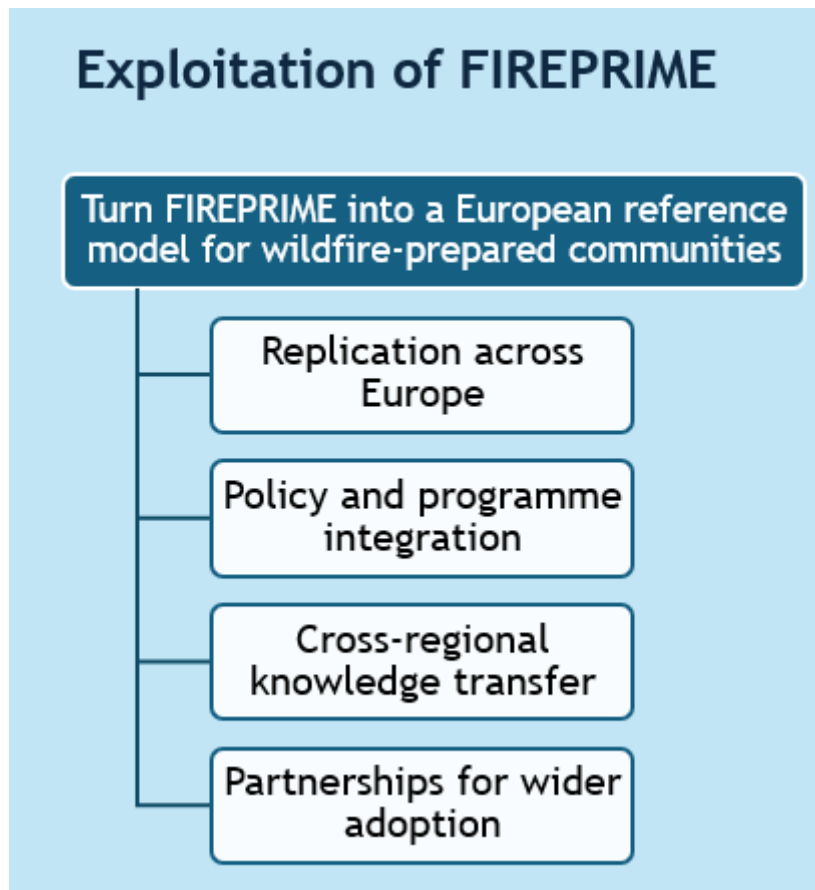 Exploitation of FIREPRIME
Turn FIREPRIME into a European reference
model for wildfire-prepared communities
Replication across
Europe
Policy and programme
integration
Cross-regional
knowledge transfer
Partnerships for wider
adoption